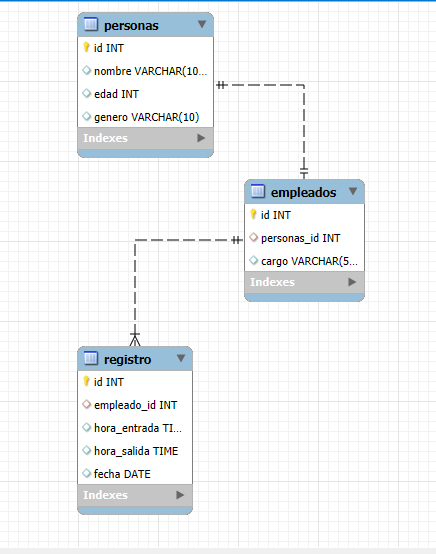 personas
id INT
nombre VARCHAR(10...
edad INT
genero VARCHAR(10)
Indexes
empleados
id INT
personas_id INT
cargo VARCHAR(5...
Indexes
registro
id INT
empleado_id INT
hora_entrada TI...
hora_salida TIME
fecha DATE
Indexes